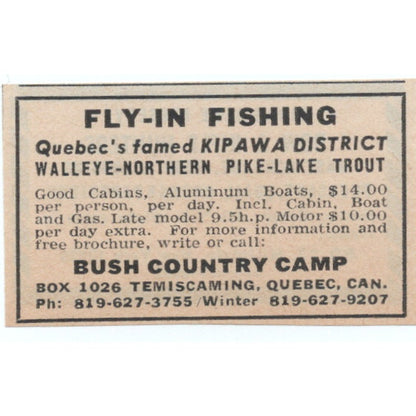 FLY-IN FISHING
Quebec's famed KIPAWA DISTRICT
WALLEYE-NORTHERN PIKE-LAKE TROUT
Good Cabins, Aluminum Boats, $14.00
per person, per day. Incl. Cabin, Boat
and Gas. Late model 9.5h.p. Motor $10.00
per day extra. For more information and
free brochure, write or call:
BUSH COUNTRY CAMP
BOX 1026 TEMISCAMING, QUEBEC, CAN.
Ph: 819-627-3755/Winter 819-627-9207